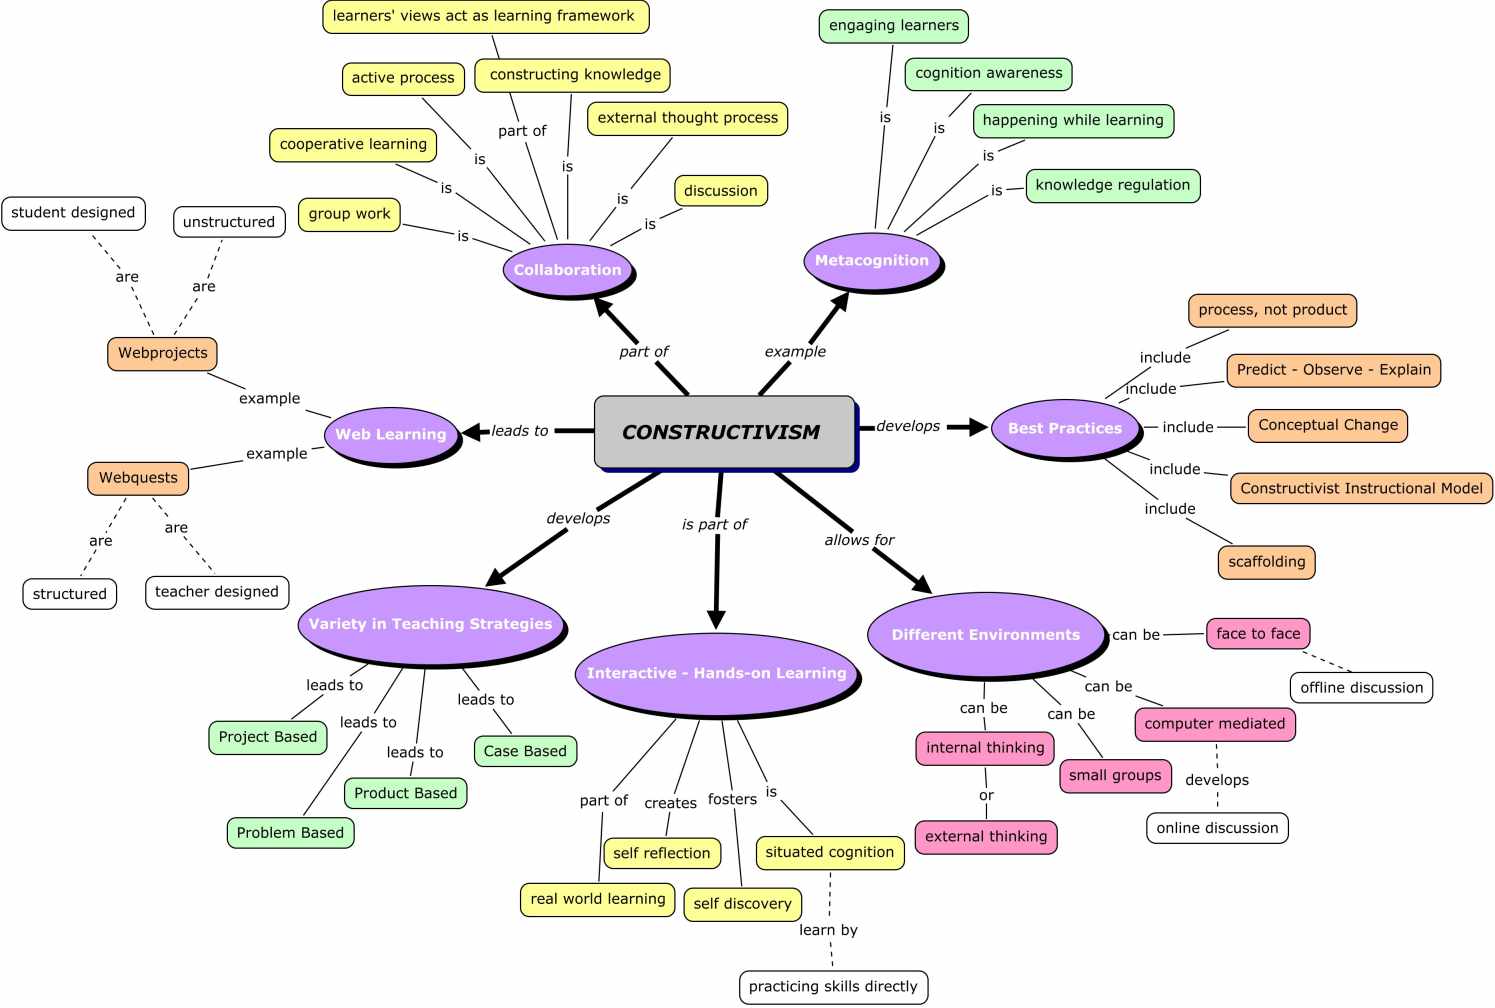 learners' views act as learning framework
engaging learners
active process
constructing knowledge
cognition awareness
external thought process
happening while learning
cooperative learning
part of
is
is
is
is
is
is
is
is
discussion
knowledge regulation
is
is
group work
is
is
student designed
unstructured
Collaboration
Metacognition
are
are
process, not product
Webprojects
part of
example
include
Predict - Observe - Explain
include
example
Web Learning
leads to
CONSTRUCTIVISM
develops
Best Practices
include
Conceptual Change
example
include
Webquests
Constructivist Instructional Model
include
develops
is part of
allows for
are
are
scaffolding
structured
teacher designed
Variety in Teaching Strategies
Different Environments
can be
face to face
Interactive - Hands-on Learning
offline discussion
leads to
leads to
leads to
leads to
can be
can be
can be
computer mediated
Project Based
Case Based
internal thinking
small groups
Product Based
develops
or
Problem Based
part of
creates
fosters
is
online discussion
external thinking
self reflection
situated cognition
real world learning
self discovery
learn by
practicing skills directly